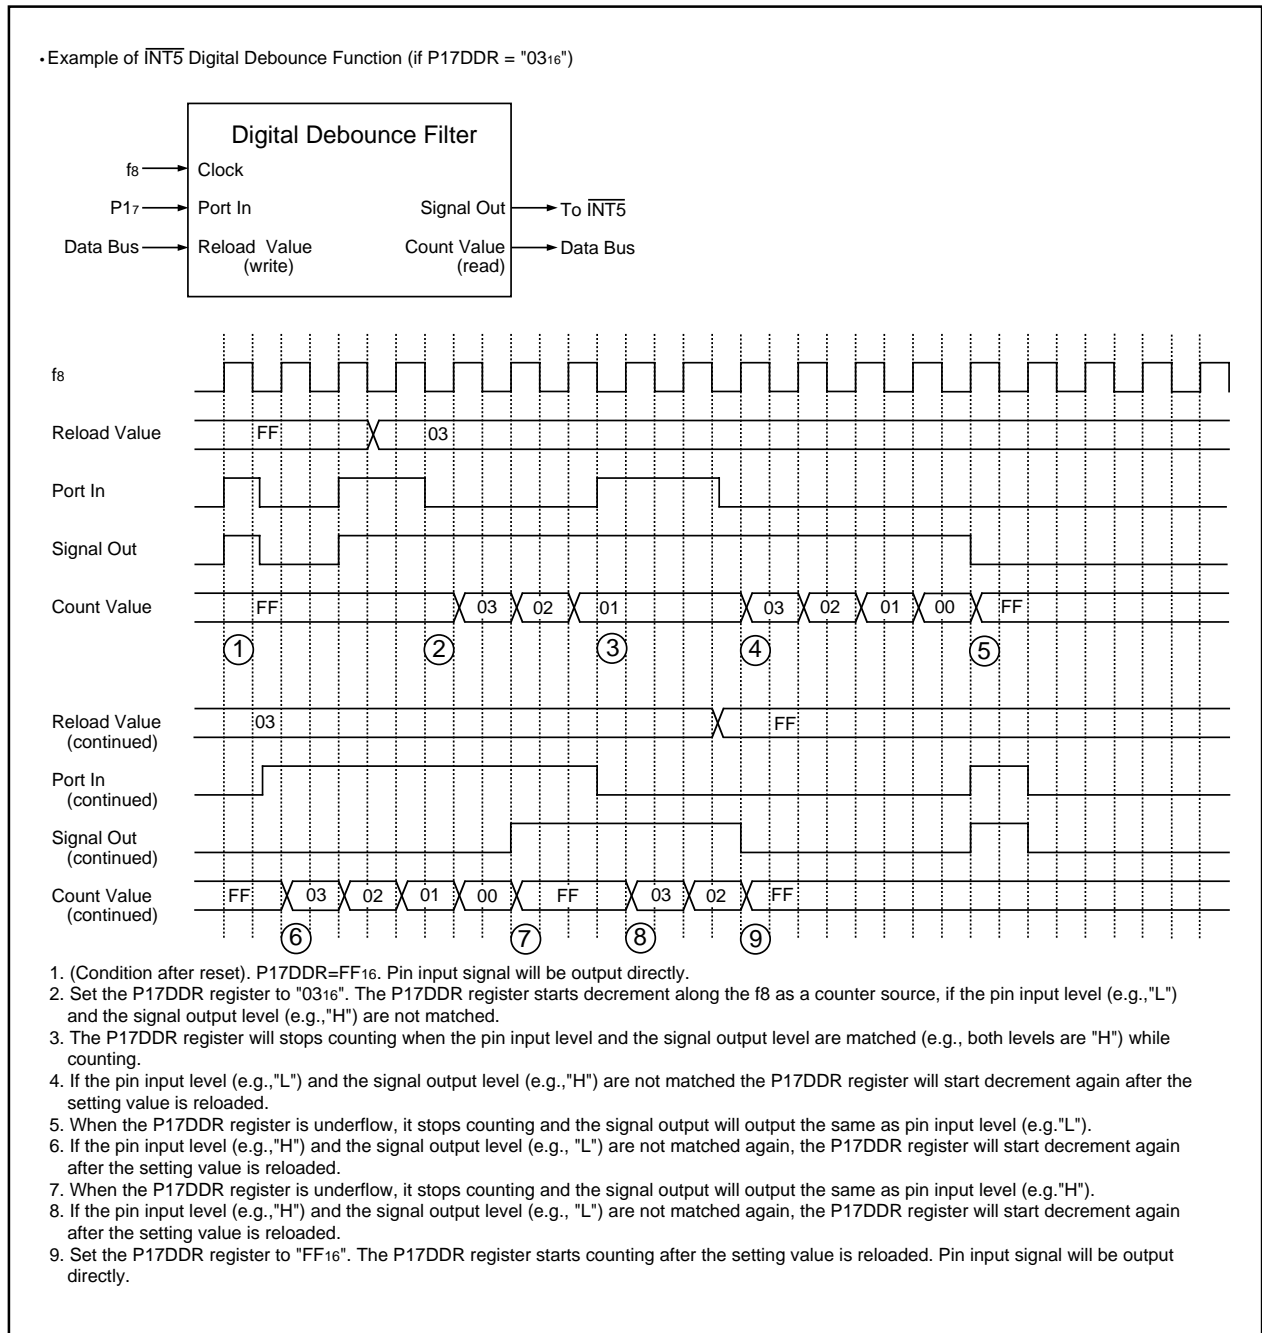 • Example of INT5 Digital Debounce Function (if P17DDR = "0316")
Digital Debounce Filter
f8 Clock
P17 Port In Signal Out To INT5
Data Bus Reload Value Count Value Data Bus
(write) (read)
f8
Reload Value FF 03
Port In
Signal Out
Count Value FF 03 02 01 03 02 01 00 FF
1 2 3 4 5
Reload Value 03 FF
(continued)
Port In
(continued)
Signal Out
(continued)
Count Value FF 03 02 01 00 FF 03 02 FF
(continued)
6 7 8 9
1. (Condition after reset). P17DDR=FF16. Pin input signal will be output directly.
2. Set the P17DDR register to "0316". The P17DDR register starts decrement along the f8 as a counter source, if the pin input level (e.g.,"L")
and the signal output level (e.g.,"H") are not matched.
3. The P17DDR register will stops counting when the pin input level and the signal output level are matched (e.g., both levels are "H") while
counting.
4. If the pin input level (e.g.,"L") and the signal output level (e.g.,"H") are not matched the P17DDR register will start decrement again after the
setting value is reloaded.
5. When the P17DDR register is underflow, it stops counting and the signal output will output the same as pin input level (e.g."L").
6. If the pin input level (e.g.,"H") and the signal output level (e.g., "L") are not matched again, the P17DDR register will start decrement again
after the setting value is reloaded.
7. When the P17DDR register is underflow, it stops counting and the signal output will output the same as pin input level (e.g."H").
8. If the pin input level (e.g.,"H") and the signal output level (e.g., "L") are not matched again, the P17DDR register will start decrement again
after the setting value is reloaded.
9. Set the P17DDR register to "FF16". The P17DDR register starts counting after the setting value is reloaded. Pin input signal will be output
directly.